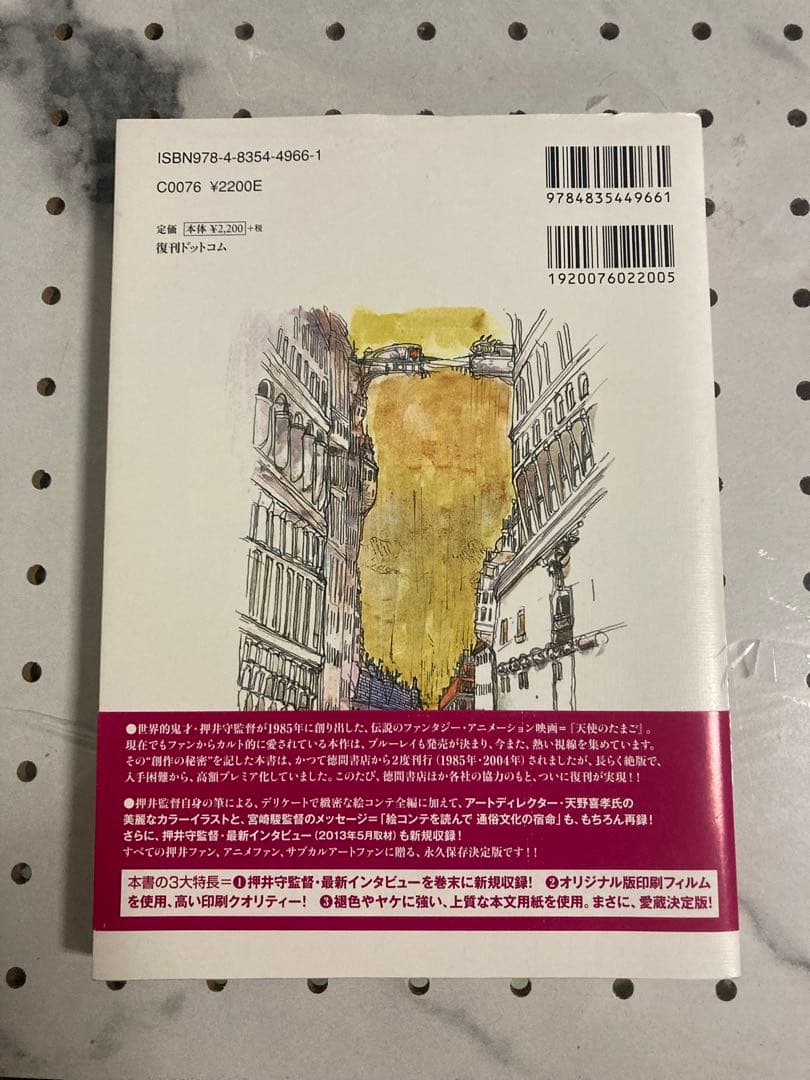 ISBN978-4-8354-4966-1
C0076 ¥2200E
定価 本体 ¥2,200 +税
復刊ドットコム
9784835449661
1920076022005
●世界的鬼才・押井守監督が1985年に創り出した、伝説のファンタジー・アニメーション映画=『天使のたまご』。
現在でもファンからカルト的に愛されている本作は、ブルーレイも発売が決まり、今また、熱い視線を集めています。
その“創作の秘密”を記した本書は、かつて徳間書店から2度刊行(1985年・2004年)されましたが、長らく絶版で、
入手困難から、高額プレミア化していました。このたび、徳間書店ほか各社の協力のもと、ついに復刊が実現!!
●押井監督自身の筆による、デリケートで緻密な絵コンテ全編に加えて、アートディレクター・天野喜孝氏の
美麗なカラーイラストと、宮崎駿監督のメッセージ=「絵コンテを読んで 通俗文化の宿命」も、もちろん再録!
さらに、押井守監督・最新インタビュー(2013年5月取材)も新規収録!
すべての押井ファン、アニメファン、サブカルアートファンに贈る、永久保存決定版です!!
本書の3大特長=❶押井守監督・最新インタビューを巻末に新規収録! ❷オリジナル版印刷フィルム
を使用、高い印刷クオリティー! ❸褪色やヤケに強い、上質な本文用紙を使用。まさに、愛蔵決定版!